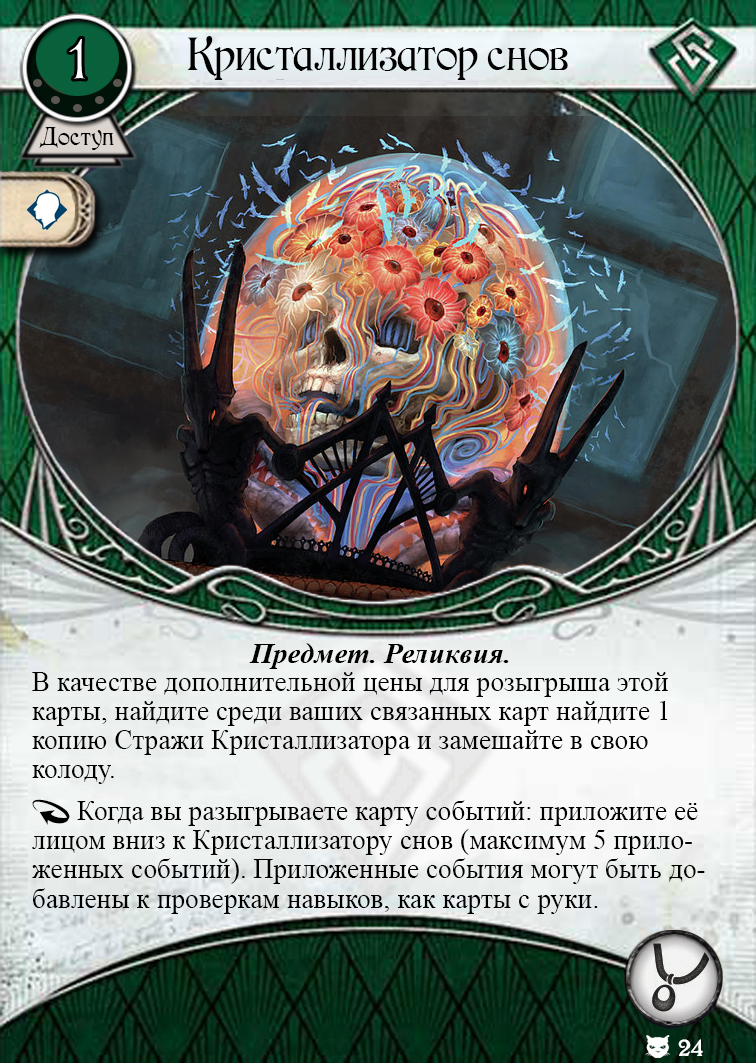 1
Кристаллизатор снов
Доступ
Предмет. Реликвия.
В качестве дополнительной цены для розыгрыша этой
карты, найдите среди ваших связанных карт найдите 1
копию Стражи Кристаллизатора и замешайте в свою
колоду.
Когда вы разыгрываете карту событий: приложите её
лицом вниз к Кристаллизатору снов (максимум 5 прило-
женных событий). Приложенные события могут быть до-
бавлены к проверкам навыков, как карты с руки.
24